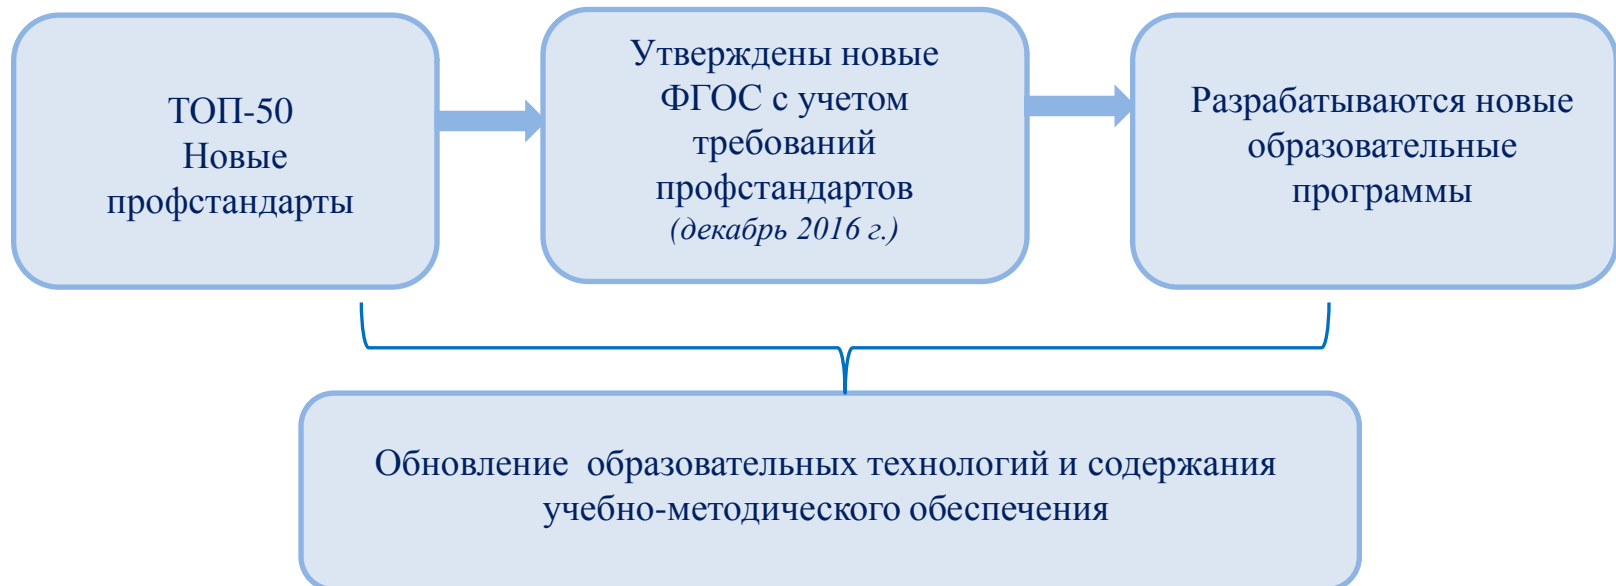 ТОП-50
Новые
профстандарты
Утверждены новые
ФГОС с учетом
требований
профстандартов
(декабрь 2016 г.)
Разрабатываются новые
образовательные
программы
Обновление образовательных технологий и содержания
учебно-методического обеспечения